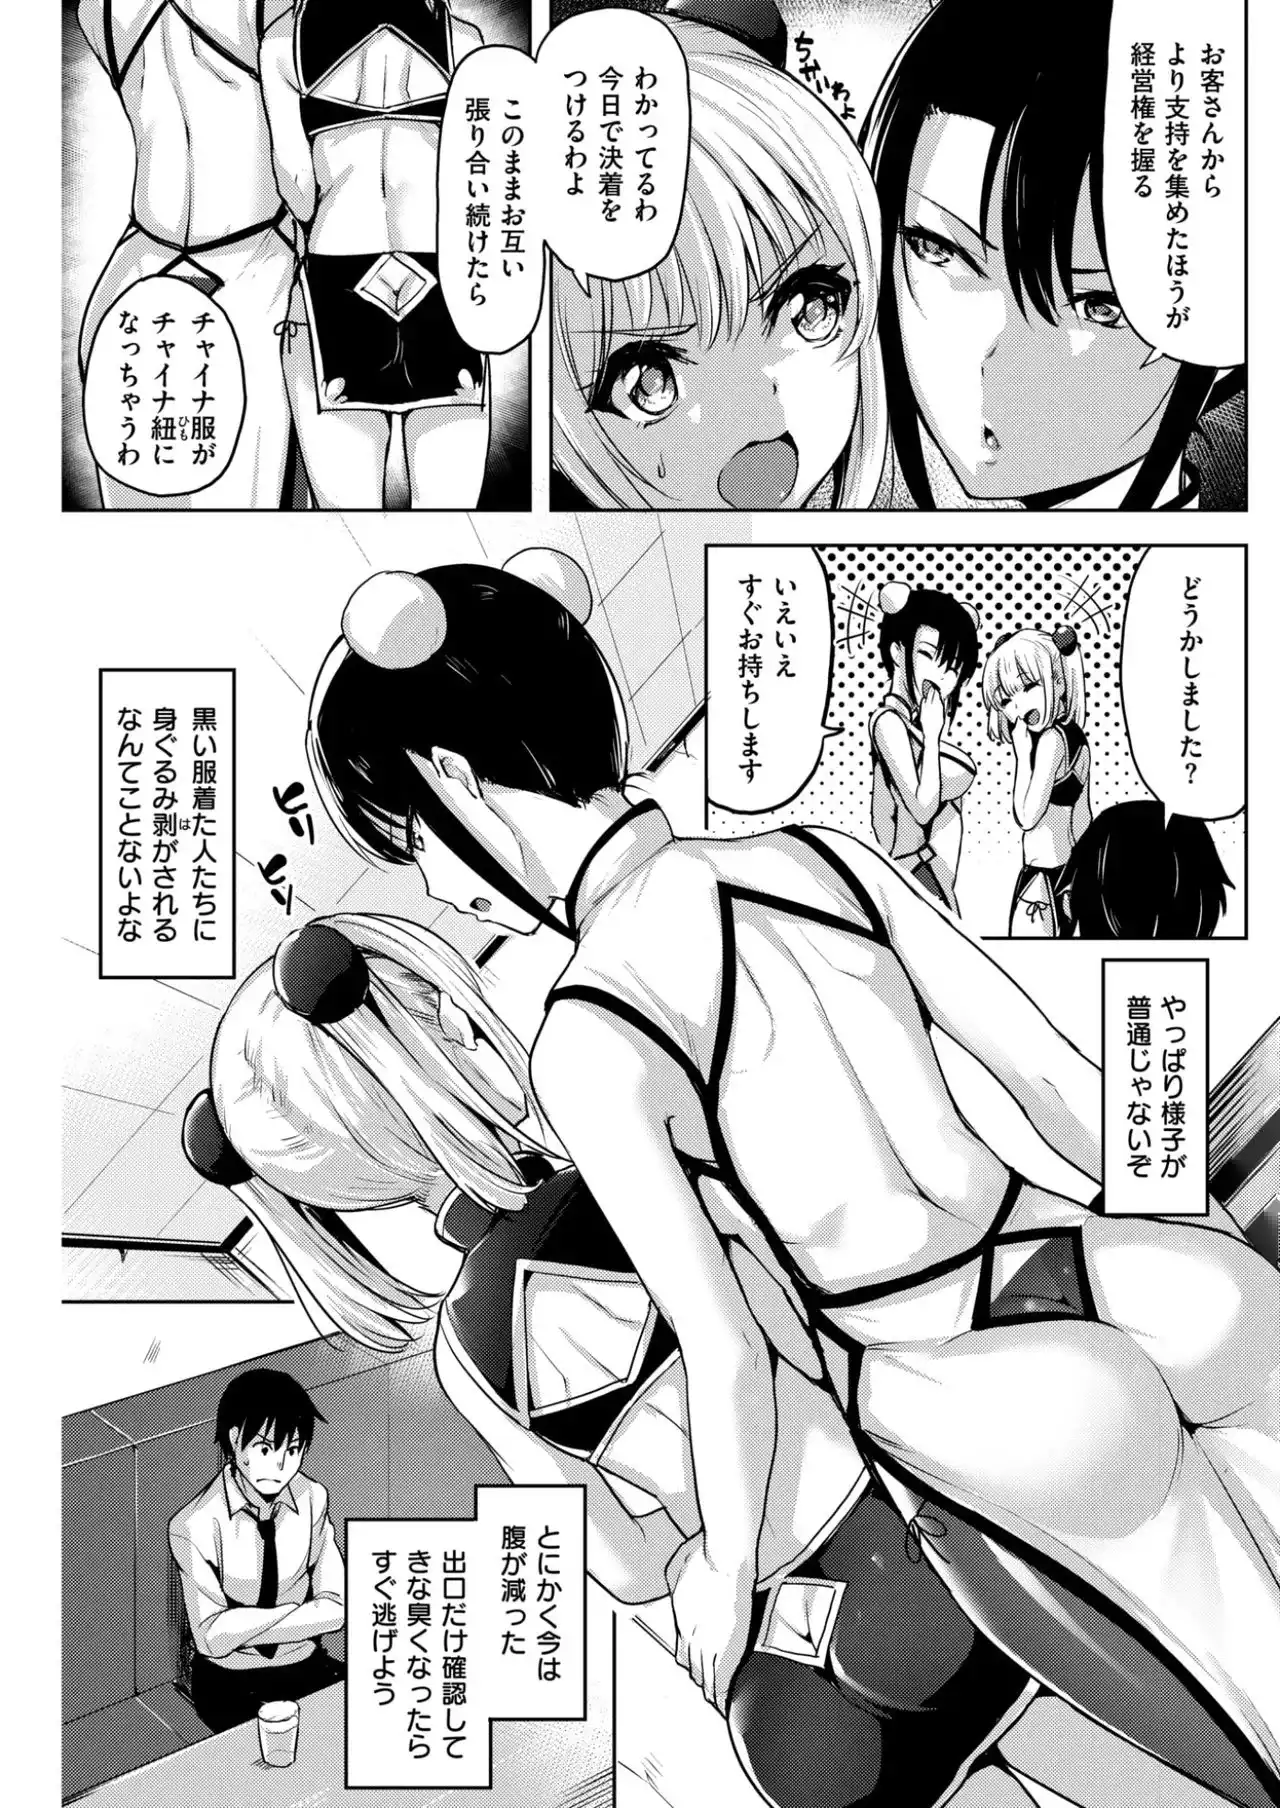 お客さんから
より支持を集めたほうが
経営権を握る
ちかいわよ
わかってるわ
今日で決着を
つけるわよ
このままお互い
張り合い続けたら
チャイナ服が
チャイナ紐に
ひも
なっちゃうわ
どうかしました？
いえいえ
すぐお持ちします
やっぱり様子が
普通じゃないぞ
ヒソ
ヒソ
黒い服着た人たちに
身ぐるみ剥がされる
は
なんてことないよな
とにかく今は
腹が減った
出口だけ確認して
きな臭くなったら
すぐ逃げよう